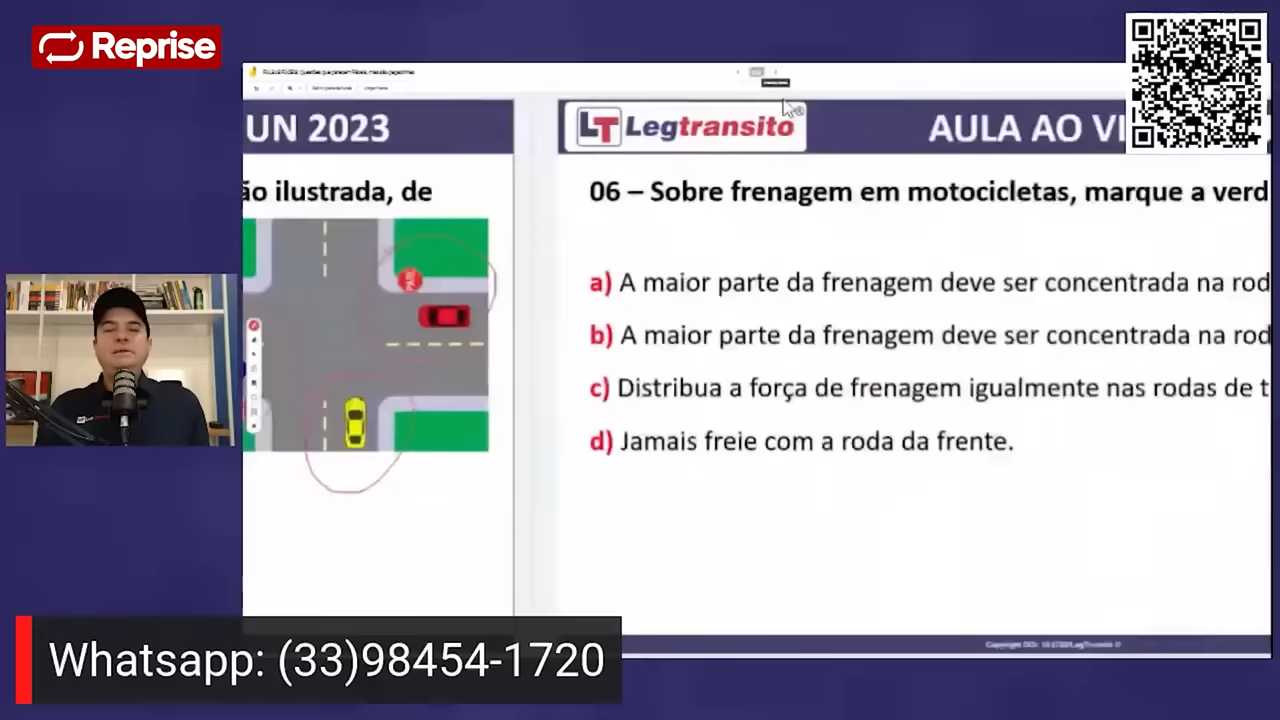 Reprise
UN 2023
LT Legtransito
AULA AO VI
ão ilustrada, de
06 – Sobre frenagem em motocicletas, marque a verd
PARE
a) A maior parte da frenagem deve ser concentrada na rod
b) A maior parte da frenagem deve ser concentrada na rod
c) Distribua a força de frenagem igualmente nas rodas de t
d) Jamais freie com a roda da frente.
Whatsapp: (33)98454-1720